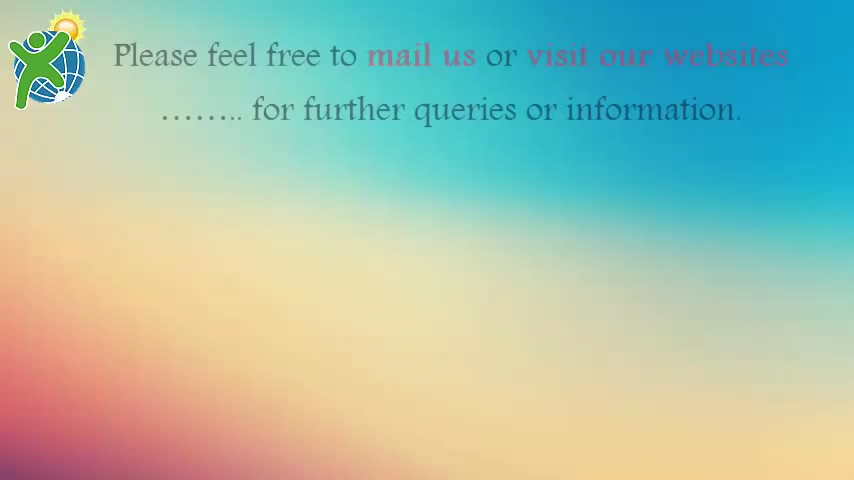 Please feel free to mail us or visit our websites
…….. for further queries or information.